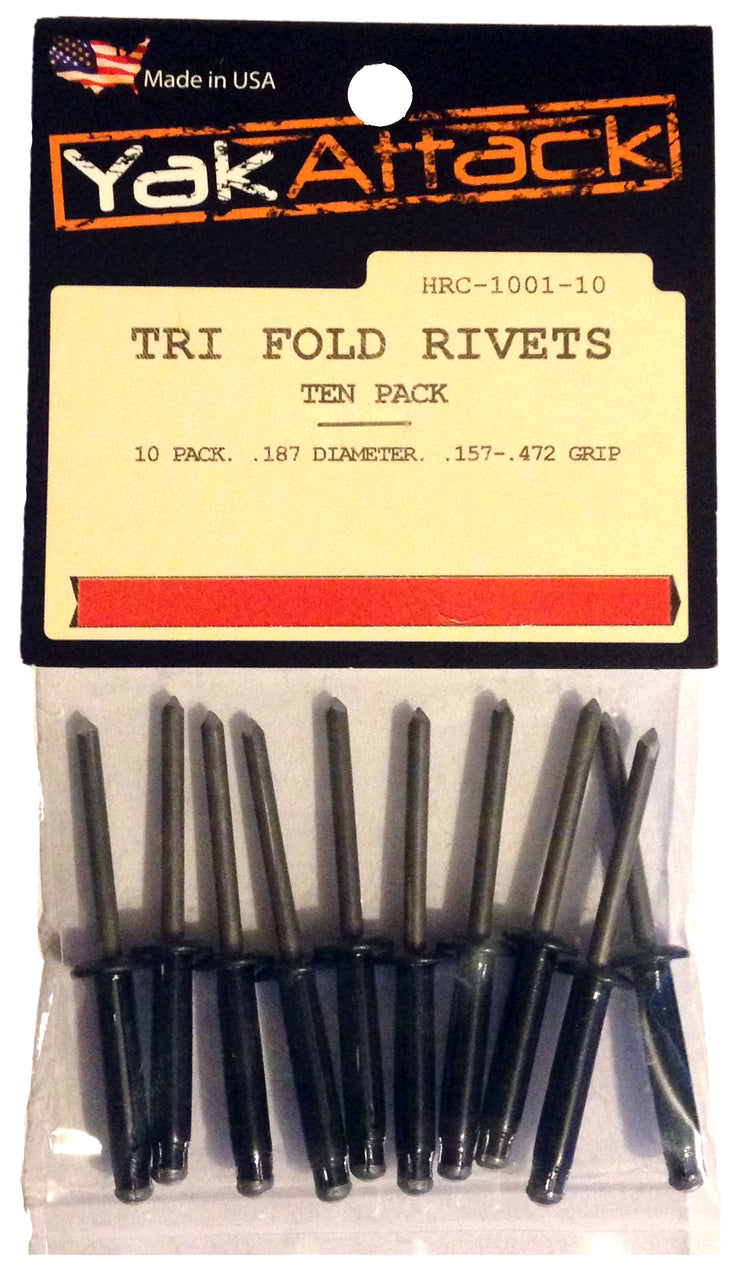 Made in USA
YakAttack
HRC-1001-10
TRI FOLD RIVETS
TEN PACK
10 PACK. .187 DIAMETER. .157-.472 GRIP